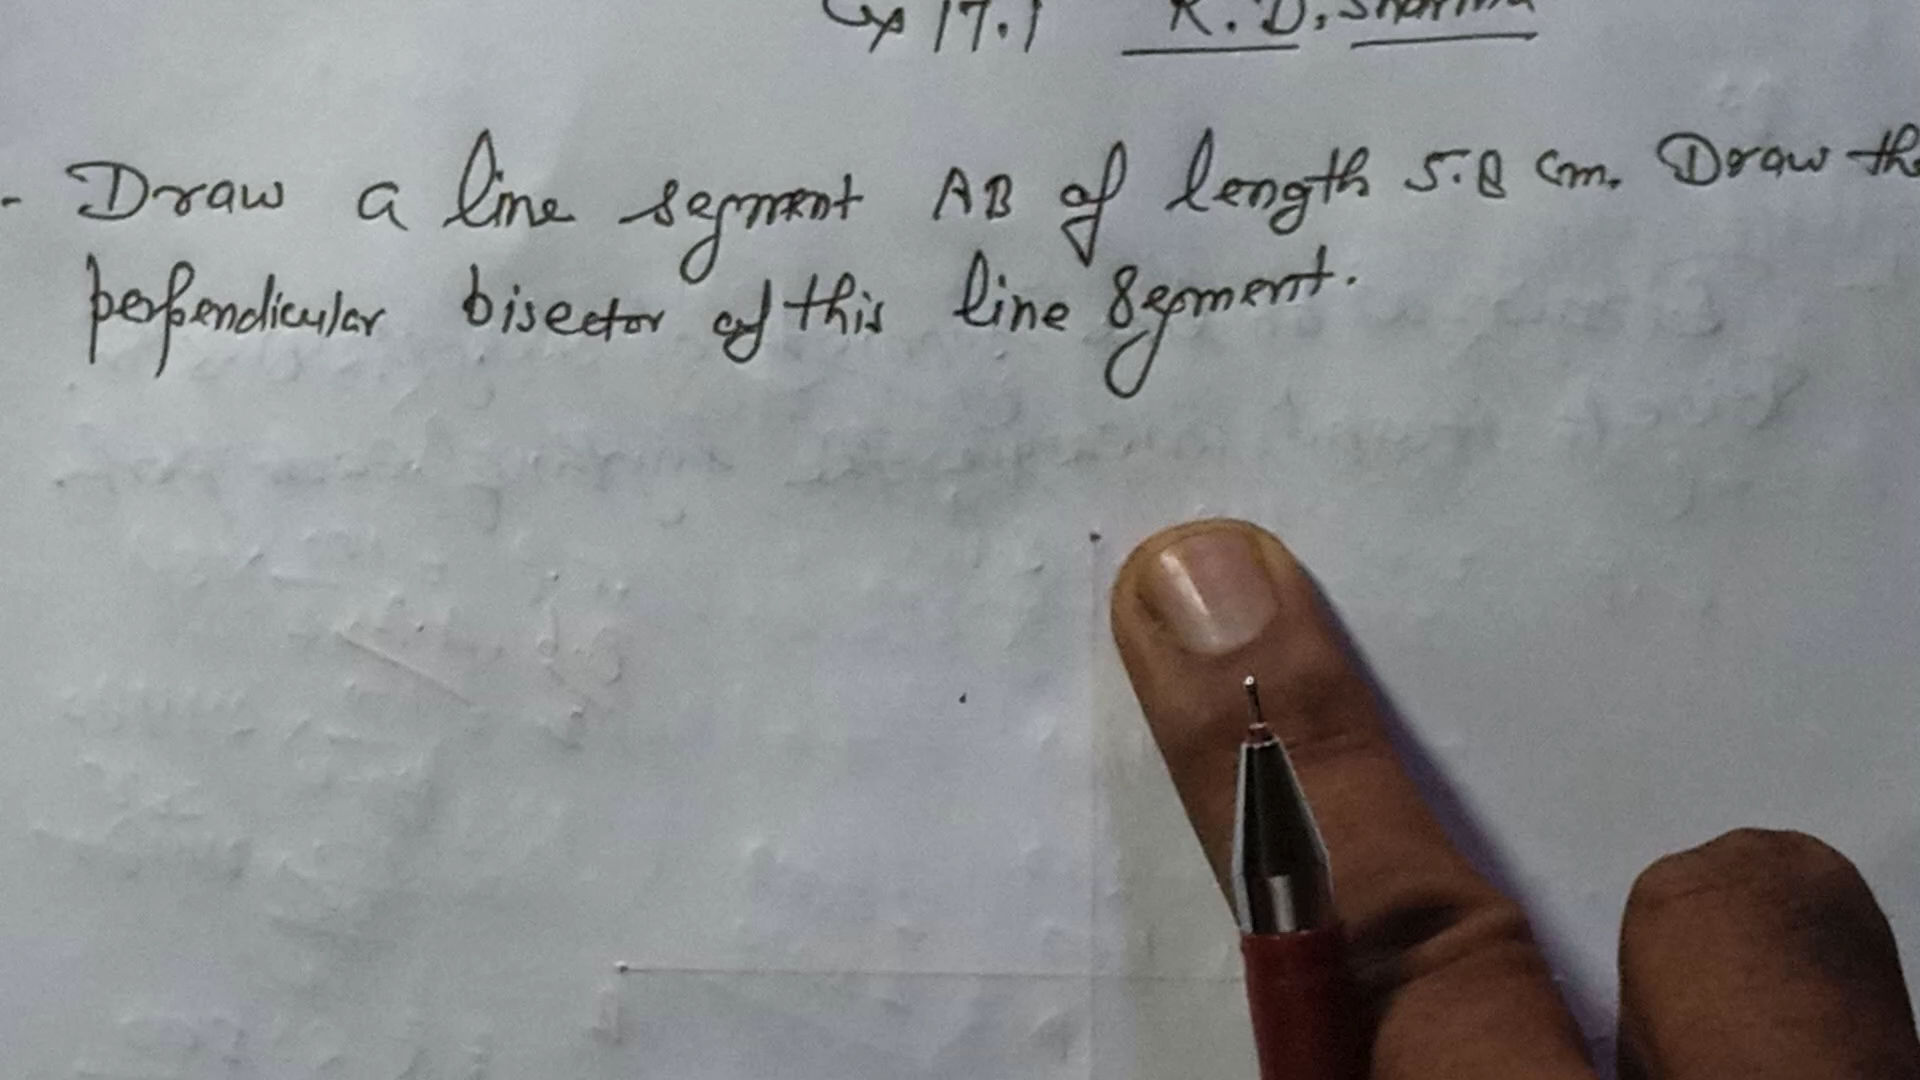 Ex 17.1 R.D. Sharma
- Draw a line segment AB of length 5.8 cm. Draw the
perpendicular bisector of this line segment.